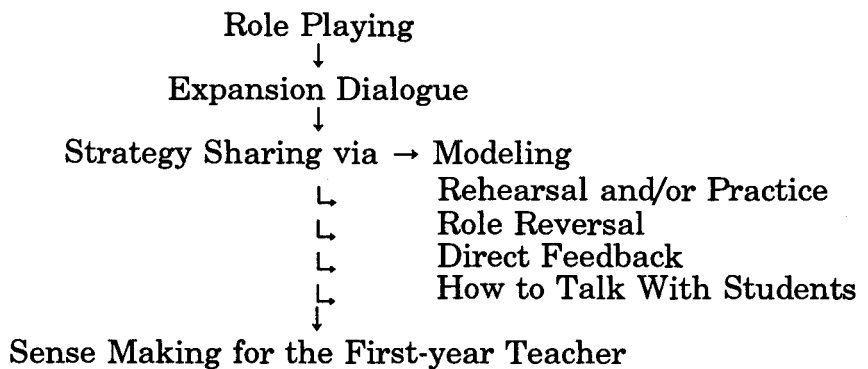 Role Playing
↓
Expansion Dialogue
↓
Strategy Sharing via → Modeling
↳ Rehearsal and/or Practice
↳ Role Reversal
↳ Direct Feedback
↳ How to Talk With Students
↓
Sense Making for the First-year Teacher